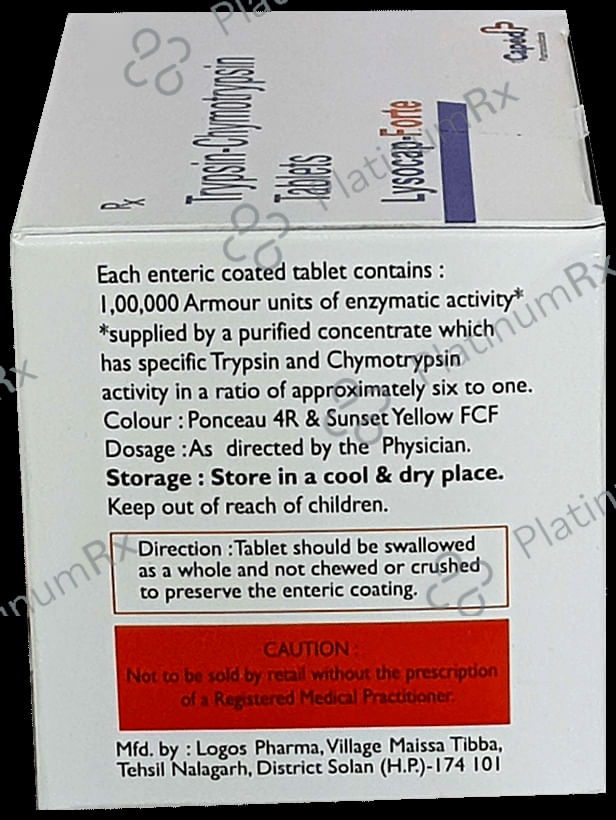 Caped
Pharmaceuticals
Rx
Trypsin-Chymotrypsin
Tablets
Lysocap-Forte
Each enteric coated tablet contains :
1,00,000 Armour units of enzymatic activity*
*supplied by a purified concentrate which
has specific Trypsin and Chymotrypsin
activity in a ratio of approximately six to one.
Colour : Ponceau 4R & Sunset Yellow FCF
Dosage :As directed by the Physician.
Storage : Store in a cool & dry place.
Keep out of reach of children.
Direction :Tablet should be swallowed
as a whole and not chewed or crushed
to preserve the enteric coating.
CAUTION :
Not to be sold by retail without the prescription
of a Registered Medical Practitioner.
Mfd. by : Logos Pharma, Village Maissa Tibba,
Tehsil Nalagarh, District Solan (H.P.)-174 101
PlatinumRx
PlatinumRx
PlatinumRx